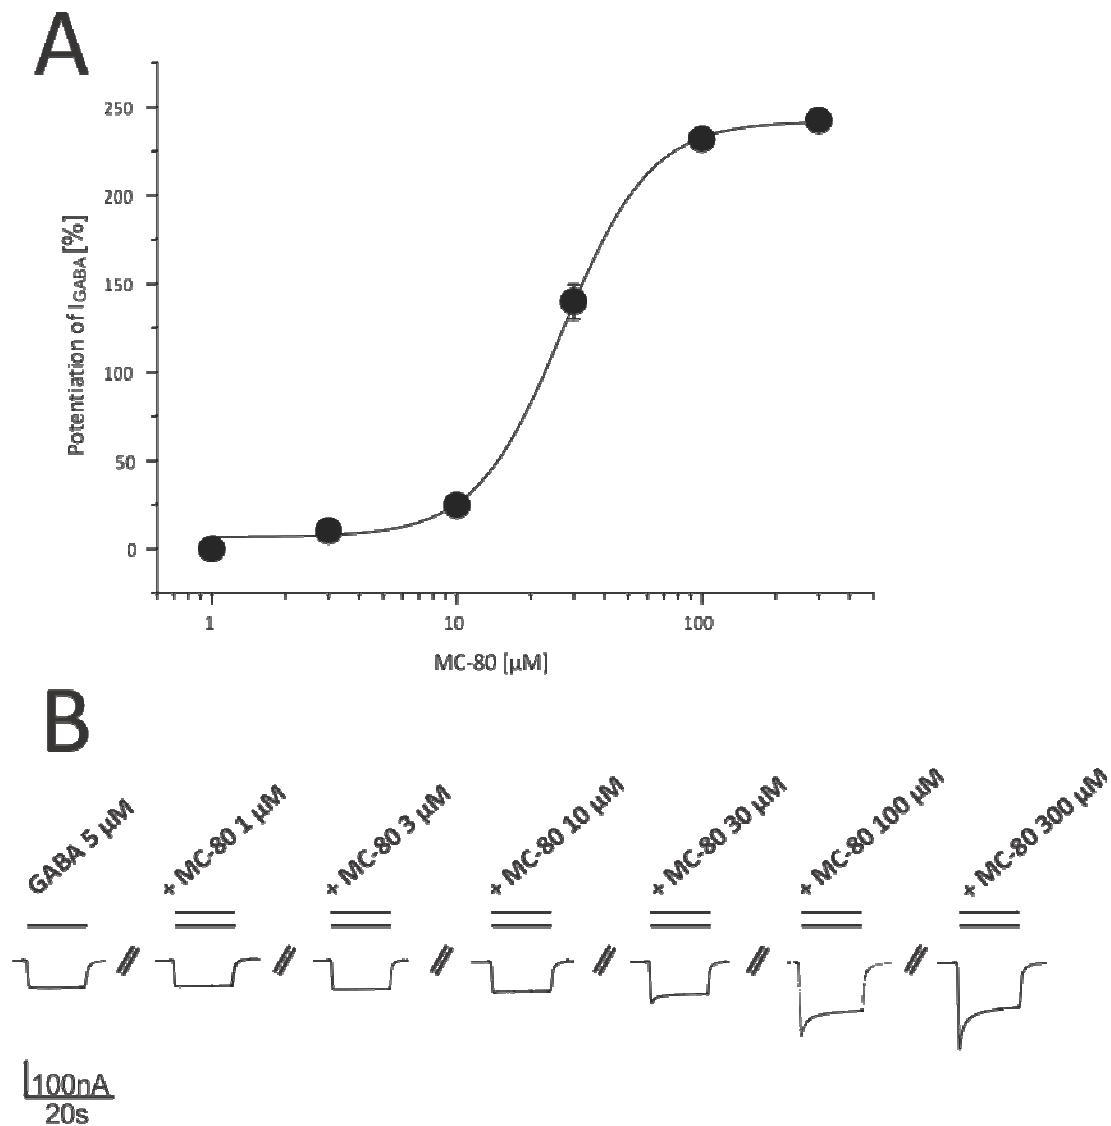 A
250
200
150
100
50
0
Potentiation of IGABA [%]
1 10 100
MC-80 [µM]
B
GABA 5 µM
+ MC-80 1 µM
+ MC-80 3 µM
+ MC-80 10 µM
+ MC-80 30 µM
+ MC-80 100 µM
+ MC-80 300 µM
100nA
20s